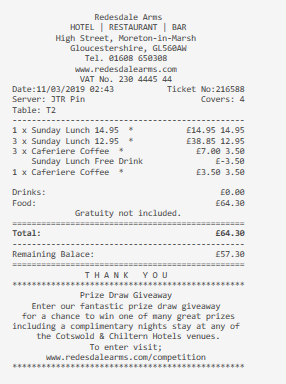 Redesdale Arms
HOTEL | RESTAURANT | BAR
High Street, Moreton-in-Marsh
Gloucestershire, GL560AW
Tel. 01608 650308
www.redesdalearms.com
VAT No. 230 4445 44
Date:11/03/2019 02:43 Ticket No:216588
Server: JTR Pin Covers: 4
Table: T2
------------------------------------------------
1 x Sunday Lunch 14.95 * £14.95 14.95
3 x Sunday Lunch 12.95 * £38.85 12.95
3 x Caferiere Coffee * £7.00 3.50
Sunday Lunch Free Drink £-3.50
1 x Caferiere Coffee * £3.50 3.50
Drinks: £0.00
Food: £64.30
Gratuity not included.
================================================
Total: £64.30
------------------------------------------------
Remaining Balace: £57.30
================================================
T H A N K Y O U
************************************************
Prize Draw Giveaway
Enter our fantastic prize draw giveaway
for a chance to win one of many great prizes
including a complimentary nights stay at any of
the Cotswold & Chiltern Hotels venues.
To enter visit;
www.redesdalearms.com/competition
************************************************